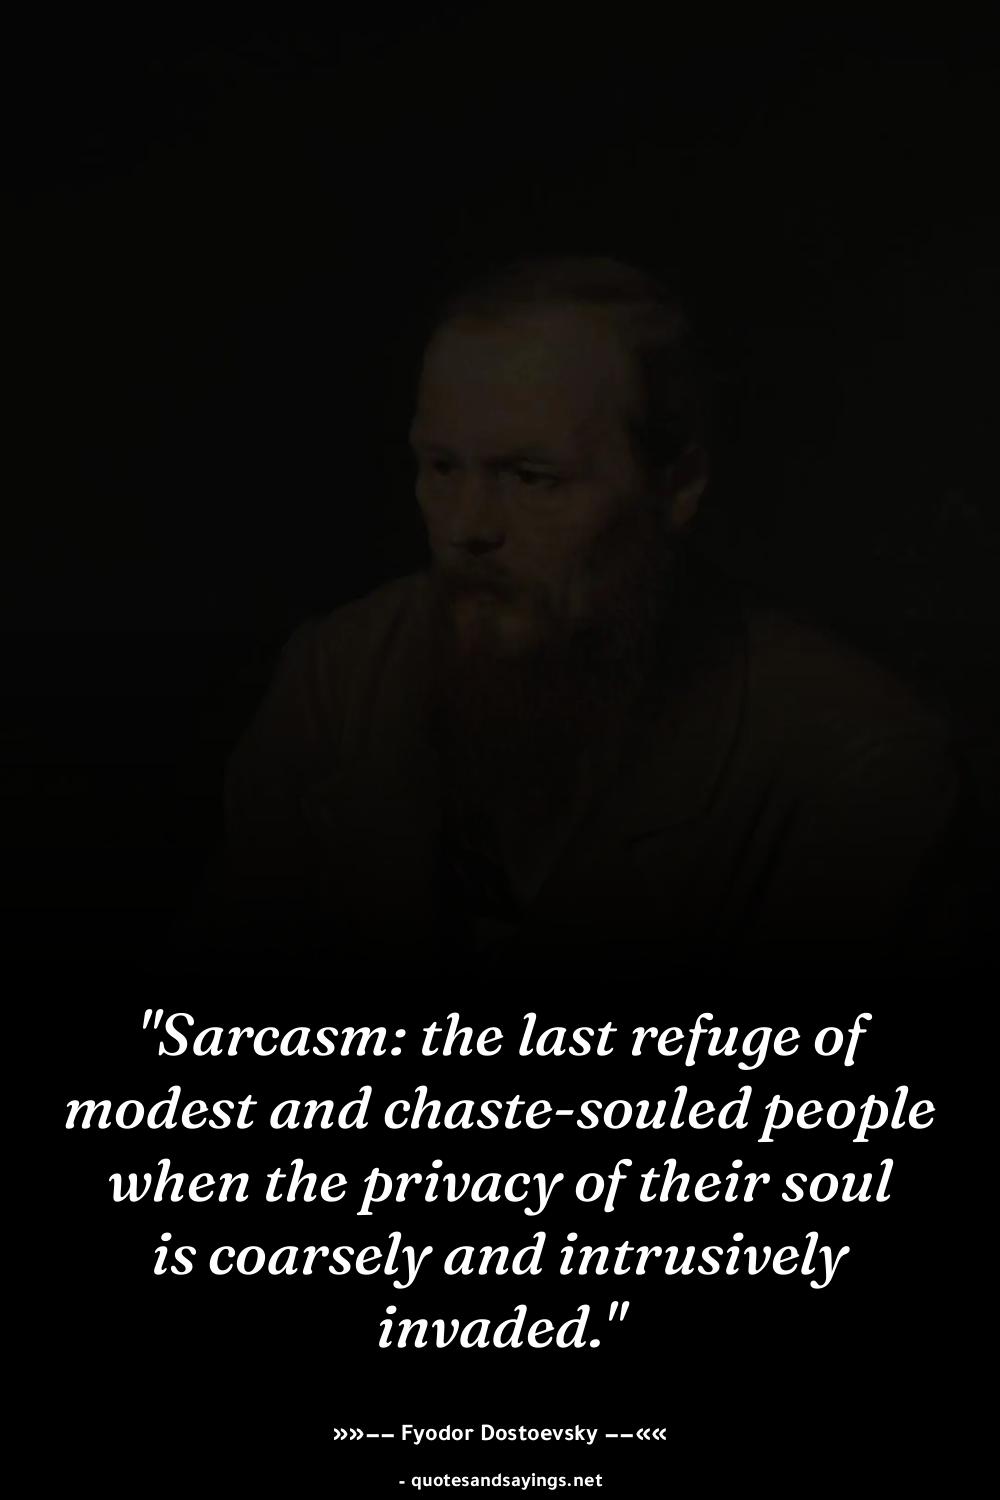 "Sarcasm: the last refuge of
modest and chaste-souled people
when the privacy of their soul
is coarsely and intrusively
invaded."
»»–– Fyodor Dostoevsky ––««
- quotesandsayings.net